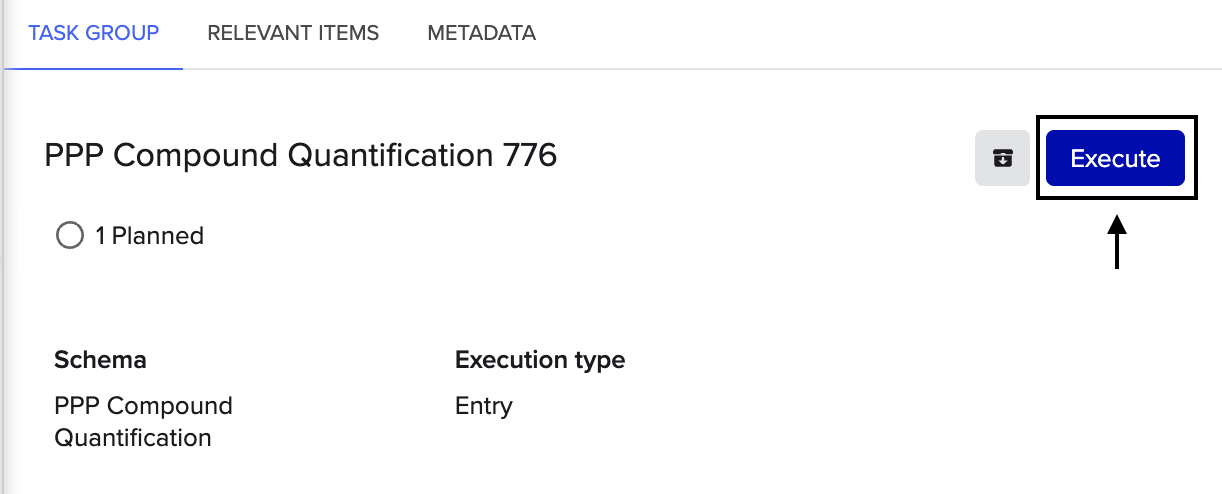 TASK GROUP RELEVANT ITEMS METADATA
PPP Compound Quantification 776 Execute
1 Planned
Schema Execution type
PPP Compound Entry
Quantification